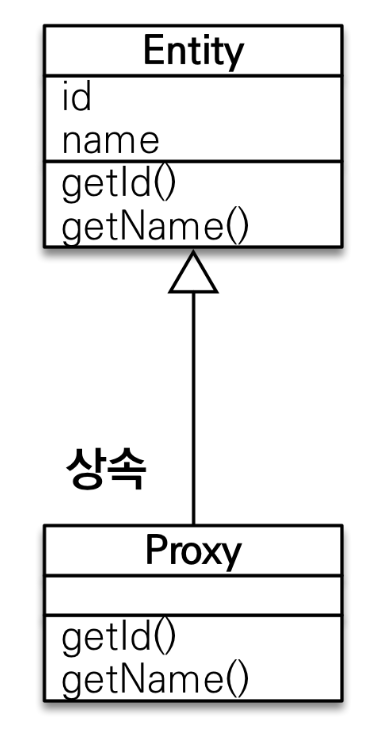 Entity
id
name
getId()
getName()
상속
Proxy
getId()
getName()